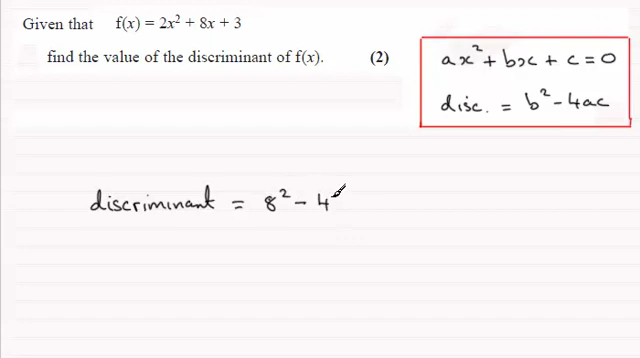 Given that f(x) = 2x² + 8x + 3
find the value of the discriminant of f(x). (2)
ax² + bx + c = 0
disc. = b² - 4ac
discriminant = 8² - 4